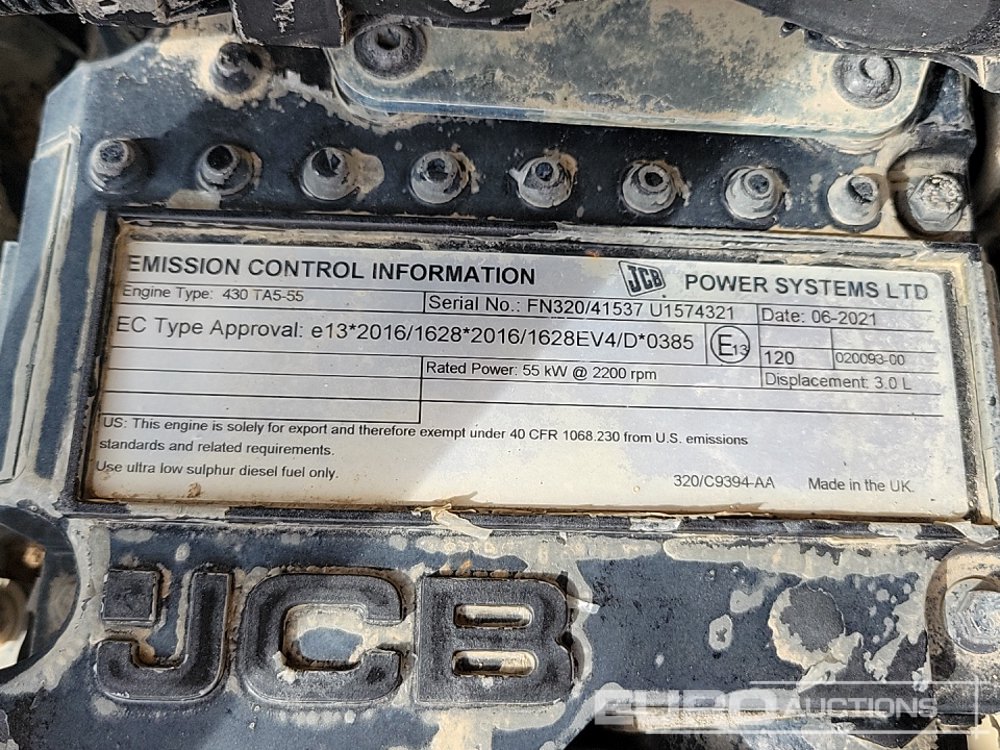 EMISSION CONTROL INFORMATION JCB POWER SYSTEMS LTD
Engine Type: 430 TA5-55 Serial No.: FN320/41537 U1574321 Date: 06-2021
EC Type Approval: e13*2016/1628*2016/1628EV4/D*0385 E13 120 020093-00
Rated Power: 55 kW @ 2200 rpm Displacement: 3.0 L
US: This engine is solely for export and therefore exempt under 40 CFR 1068.230 from U.S. emissions
standards and related requirements.
Use ultra low sulphur diesel fuel only. 320/C9394-AA Made in the UK.
JCB
EURO AUCTIONS